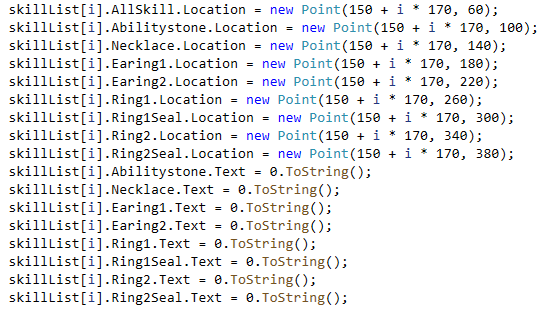 skillList[i].AllSkill.Location = new Point(150 + i * 170, 60);
skillList[i].Abilitystone.Location = new Point(150 + i * 170, 100);
skillList[i].Necklace.Location = new Point(150 + i * 170, 140);
skillList[i].Earing1.Location = new Point(150 + i * 170, 180);
skillList[i].Earing2.Location = new Point(150 + i * 170, 220);
skillList[i].Ring1.Location = new Point(150 + i * 170, 260);
skillList[i].Ring1Seal.Location = new Point(150 + i * 170, 300);
skillList[i].Ring2.Location = new Point(150 + i * 170, 340);
skillList[i].Ring2Seal.Location = new Point(150 + i * 170, 380);
skillList[i].Abilitystone.Text = 0.ToString();
skillList[i].Necklace.Text = 0.ToString();
skillList[i].Earing1.Text = 0.ToString();
skillList[i].Earing2.Text = 0.ToString();
skillList[i].Ring1.Text = 0.ToString();
skillList[i].Ring1Seal.Text = 0.ToString();
skillList[i].Ring2.Text = 0.ToString();
skillList[i].Ring2Seal.Text = 0.ToString();